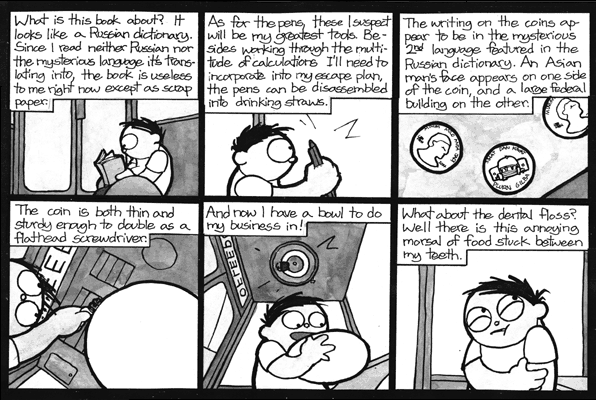 What is this book about? It
looks like a Russian dictionary.
Since I read neither Russian nor
the mysterious language it's trans-
lating into, the book is useless
to me right now except as scrap
paper.
As for the pens, these I suspect
will be my greatest tools. Be-
sides working through the multi-
tude of calculations I'll need to
incorporate into my escape plan,
the pens can be disassembled
into drinking straws.
The writing on the coins ap-
pear to be in the mysterious
2nd language featured in the
Russian dictionary. An Asian
man's face appears on one side
of the coin, and a large federal
building on the other.
The coin is both thin and
sturdy enough to double as a
flathead screwdriver.
And now I have a bowl to do
my business in!
What about the dental floss?
Well there is this annoying
morsal of food stuck between
my teeth.